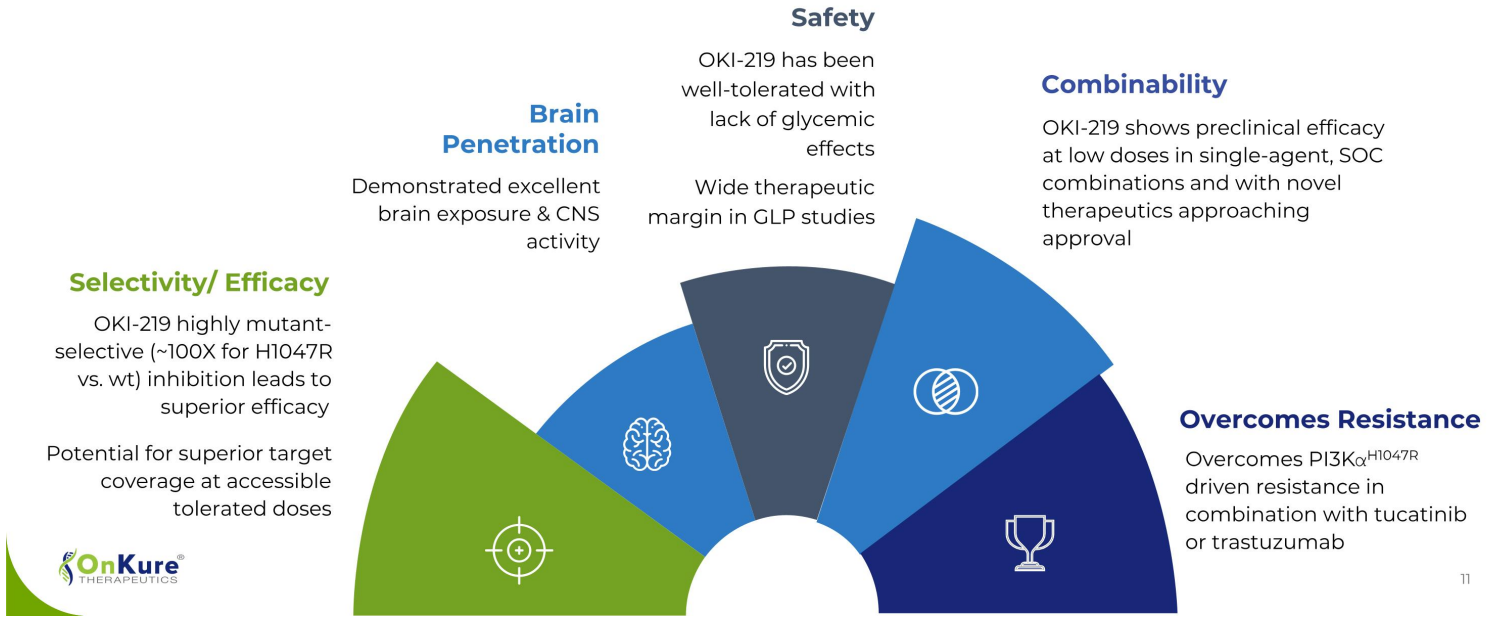 Safety
OKI-219 has been
well-tolerated with
lack of glycemic
effects
Wide therapeutic
margin in GLP studies
Combinability
OKI-219 shows preclinical efficacy
at low doses in single-agent, SOC
combinations and with novel
therapeutics approaching
approval
Brain
Penetration
Demonstrated excellent
brain exposure & CNS
activity
Selectivity/ Efficacy
OKI-219 highly mutant-
selective (~100X for H1047R
vs. wt) inhibition leads to
superior efficacy
Potential for superior target
coverage at accessible
tolerated doses
Overcomes Resistance
Overcomes PI3Kα^H1047R
driven resistance in
combination with tucatinib
or trastuzumab
OnKure®
THERAPEUTICS
11